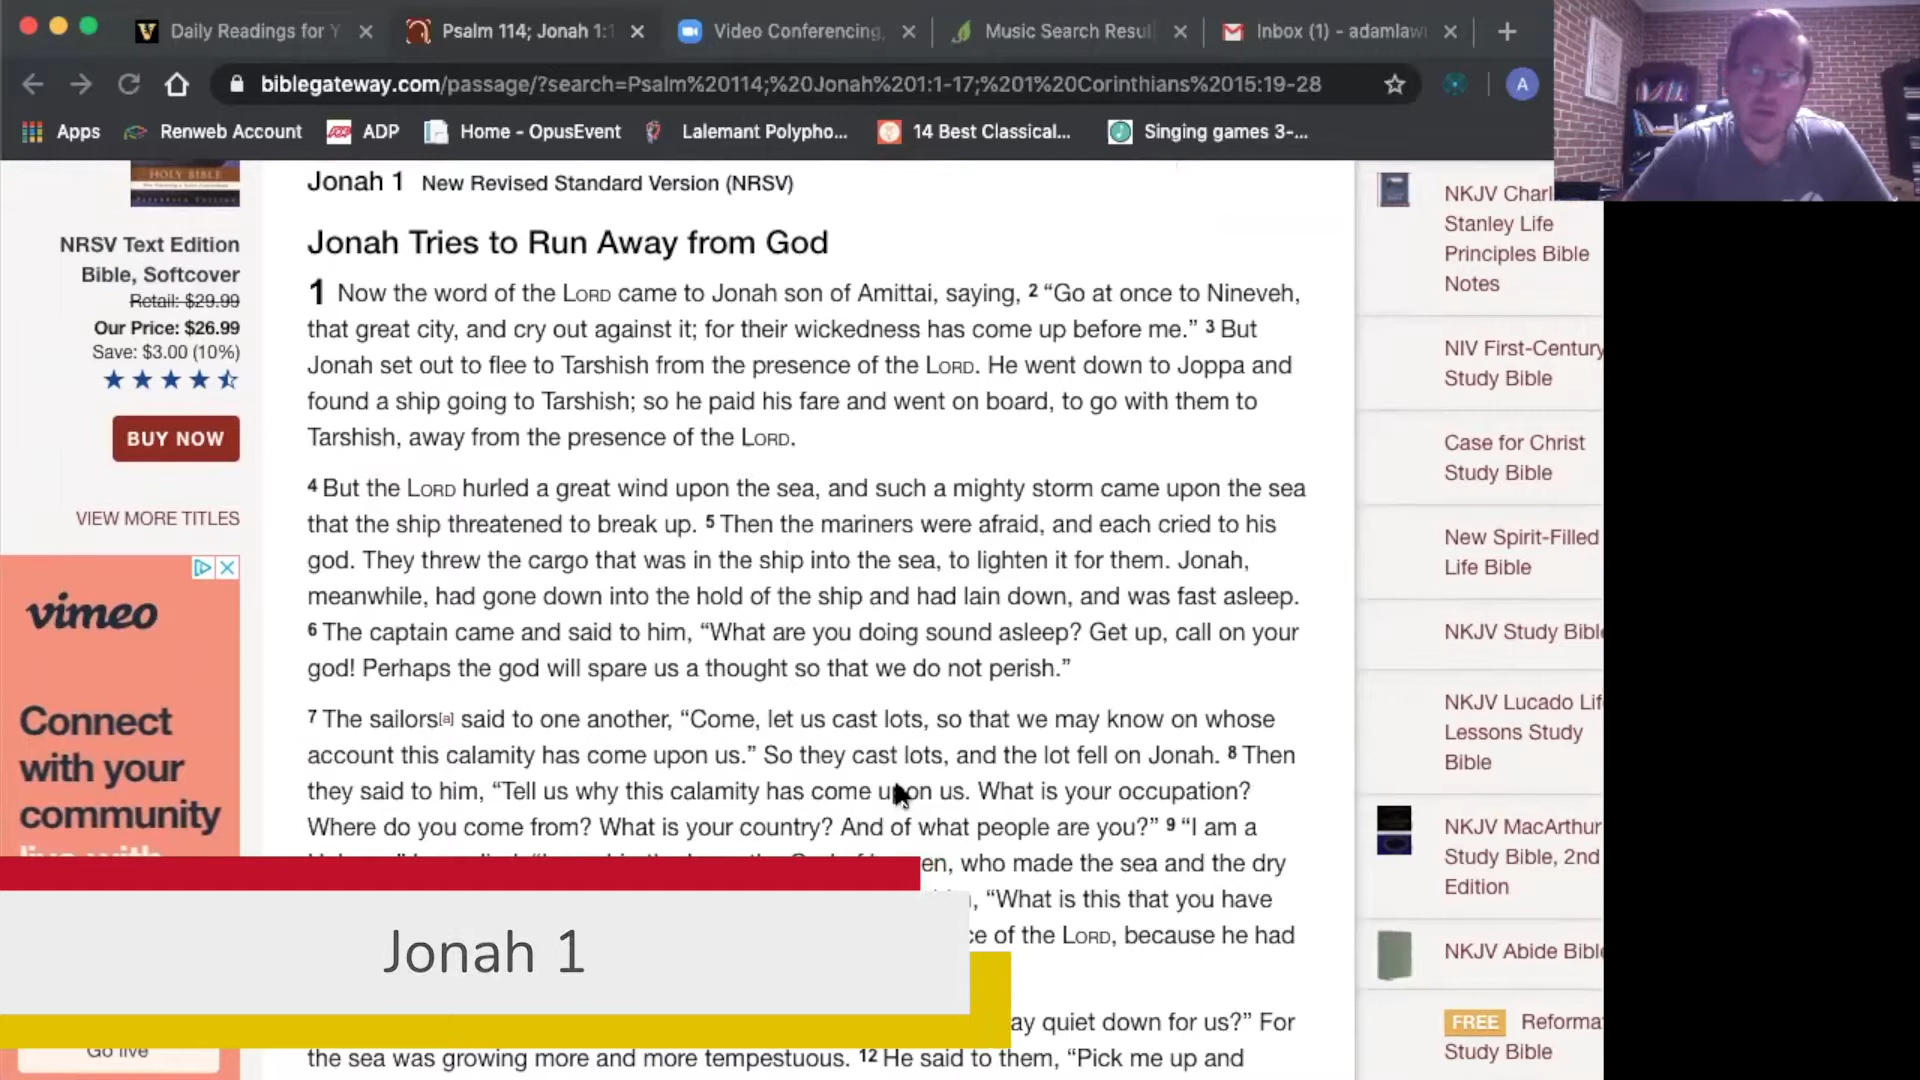 Daily Readings for Y
Psalm 114; Jonah 1:1
Video Conferencing,
Music Search Resul
Inbox (1) - adamlaw
biblegateway.com/passage/?search=Psalm%20114;%20Jonah%201:1-17;%201%20Corinthians%2015:19-28
A
Apps
Renweb Account
ADP
Home - OpusEvent
Lalemant Polypho...
14 Best Classical...
Singing games 3-...
HOLY BIBLE
NRSV Text Edition
Bible, Softcover
Retail: $29.99
Our Price: $26.99
Save: $3.00 (10%)
BUY NOW
VIEW MORE TITLES
vimeo
Connect
with your
community
live with
Go live
Jonah 1 New Revised Standard Version (NRSV)
Jonah Tries to Run Away from God
1 Now the word of the LORD came to Jonah son of Amittai, saying, 2 “Go at once to Nineveh,
that great city, and cry out against it; for their wickedness has come up before me.” 3 But
Jonah set out to flee to Tarshish from the presence of the LORD. He went down to Joppa and
found a ship going to Tarshish; so he paid his fare and went on board, to go with them to
Tarshish, away from the presence of the LORD.
4 But the LORD hurled a great wind upon the sea, and such a mighty storm came upon the sea
that the ship threatened to break up. 5 Then the mariners were afraid, and each cried to his
god. They threw the cargo that was in the ship into the sea, to lighten it for them. Jonah,
meanwhile, had gone down into the hold of the ship and had lain down, and was fast asleep.
6 The captain came and said to him, “What are you doing sound asleep? Get up, call on your
god! Perhaps the god will spare us a thought so that we do not perish.”
7 The sailors[a] said to one another, “Come, let us cast lots, so that we may know on whose
account this calamity has come upon us.” So they cast lots, and the lot fell on Jonah. 8 Then
they said to him, “Tell us why this calamity has come upon us. What is your occupation?
Where do you come from? What is your country? And of what people are you?” 9 “I am a
en, who made the sea and the dry
, “What is this that you have
ce of the LORD, because he had
ay quiet down for us?” For
the sea was growing more and more tempestuous. 12 He said to them, “Pick me up and
Jonah 1
NKJV Charl
Stanley Life
Principles Bible
Notes
NIV First-Century
Study Bible
Case for Christ
Study Bible
New Spirit-Filled
Life Bible
NKJV Study Bible
NKJV Lucado Lif
Lessons Study
Bible
NKJV MacArthur
Study Bible, 2nd
Edition
NKJV Abide Bible
FREE Reforma
Study Bible